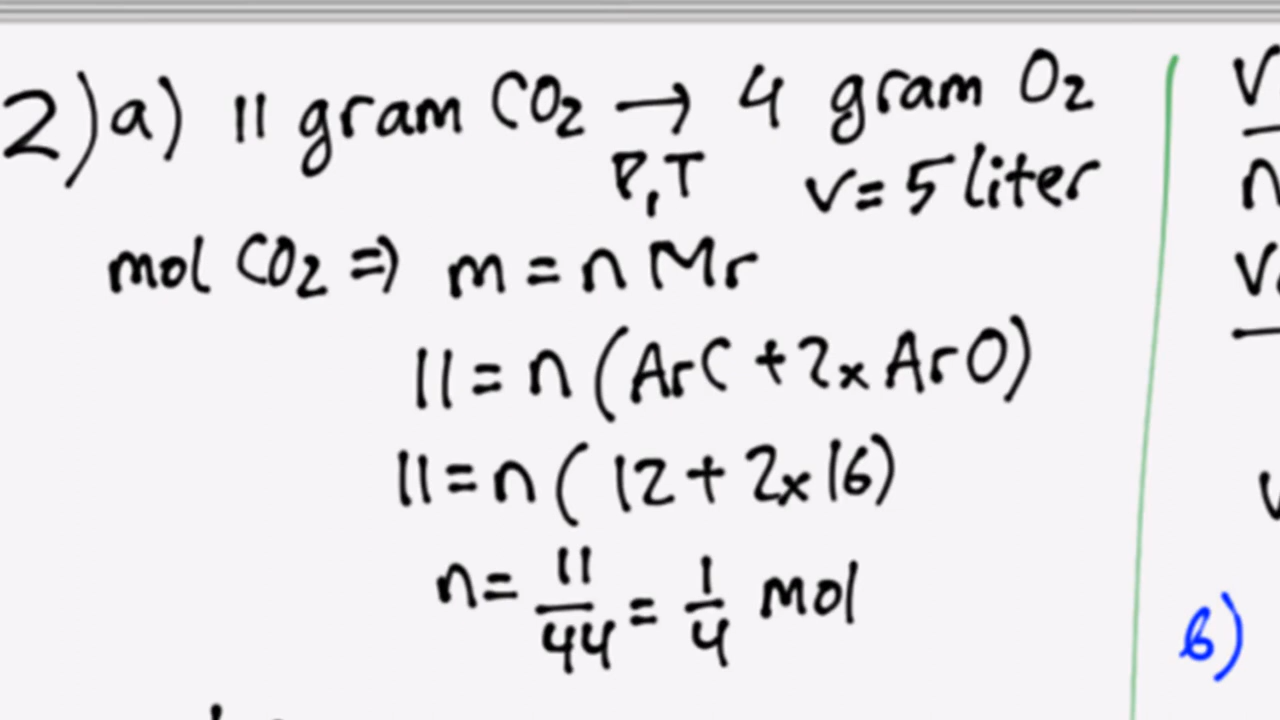 2) a) 11 gram CO₂ → 4 gram O₂
P, T V = 5 liter
mol CO₂ ⇒ m = n Mr
11 = n (ArC + 2x ArO)
11 = n ( 12 + 2x16)
n = 11/44 = 1/4 mol
V
n
V
V
b)